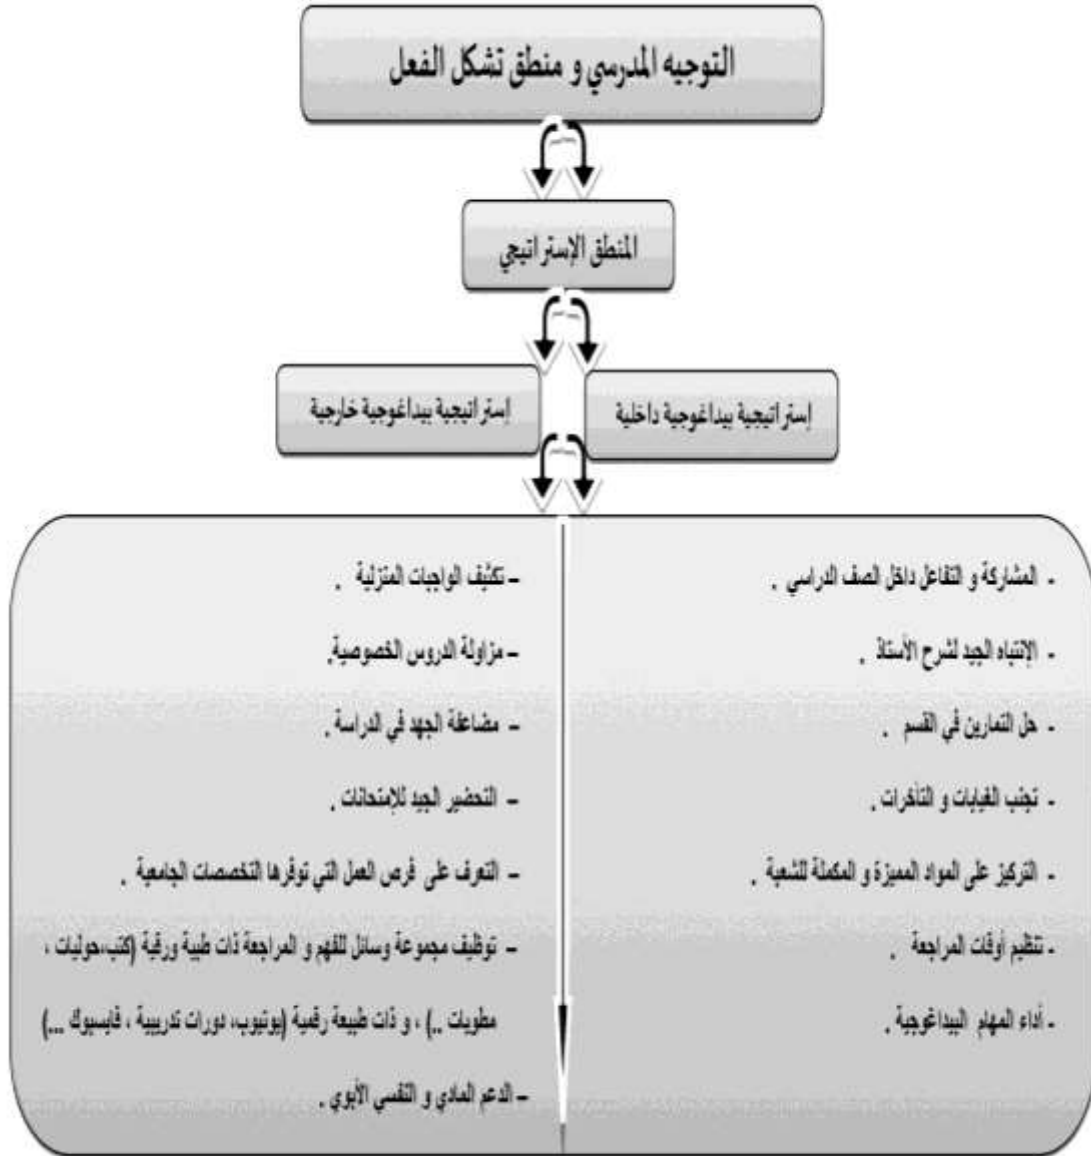 التوجيه المدرسي و منطق تشكل الفعل
المنطق الإستراتيجي
إستراتيجية بيداغوجية داخلية
إستراتيجية بيداغوجية خارجية
- المشاركة و التفاعل داخل الصف الدراسي .
- الإنتباه الجيد لشرح الأستاذ .
- حل التمارين في القسم .
- تجنب الغيابات و التأخرات .
- التركيز على المواد المميزة و المكملة للشعبة .
- تنظيم أوقات المراجعة .
- أداء المهام البيداغوجية .
– تكثيف الواجبات المنزلية .
– مزاولة الدروس الخصوصية.
– مضاعفة الجهد في الدراسة .
– التحضير الجيد للإمتحانات .
– التعرف على فرص العمل التي توفرها التخصصات الجامعية .
– توظيف مجموعة وسائل للفهم و المراجعة ذات طبية ورقية (كتب،حوليات ،
مطويات ..) ، و ذات طبيعة رقمية (يوتيوب، دورات تدريبية ، فايسبوك ...)
– الدعم المادي و النفسي الأبوي .